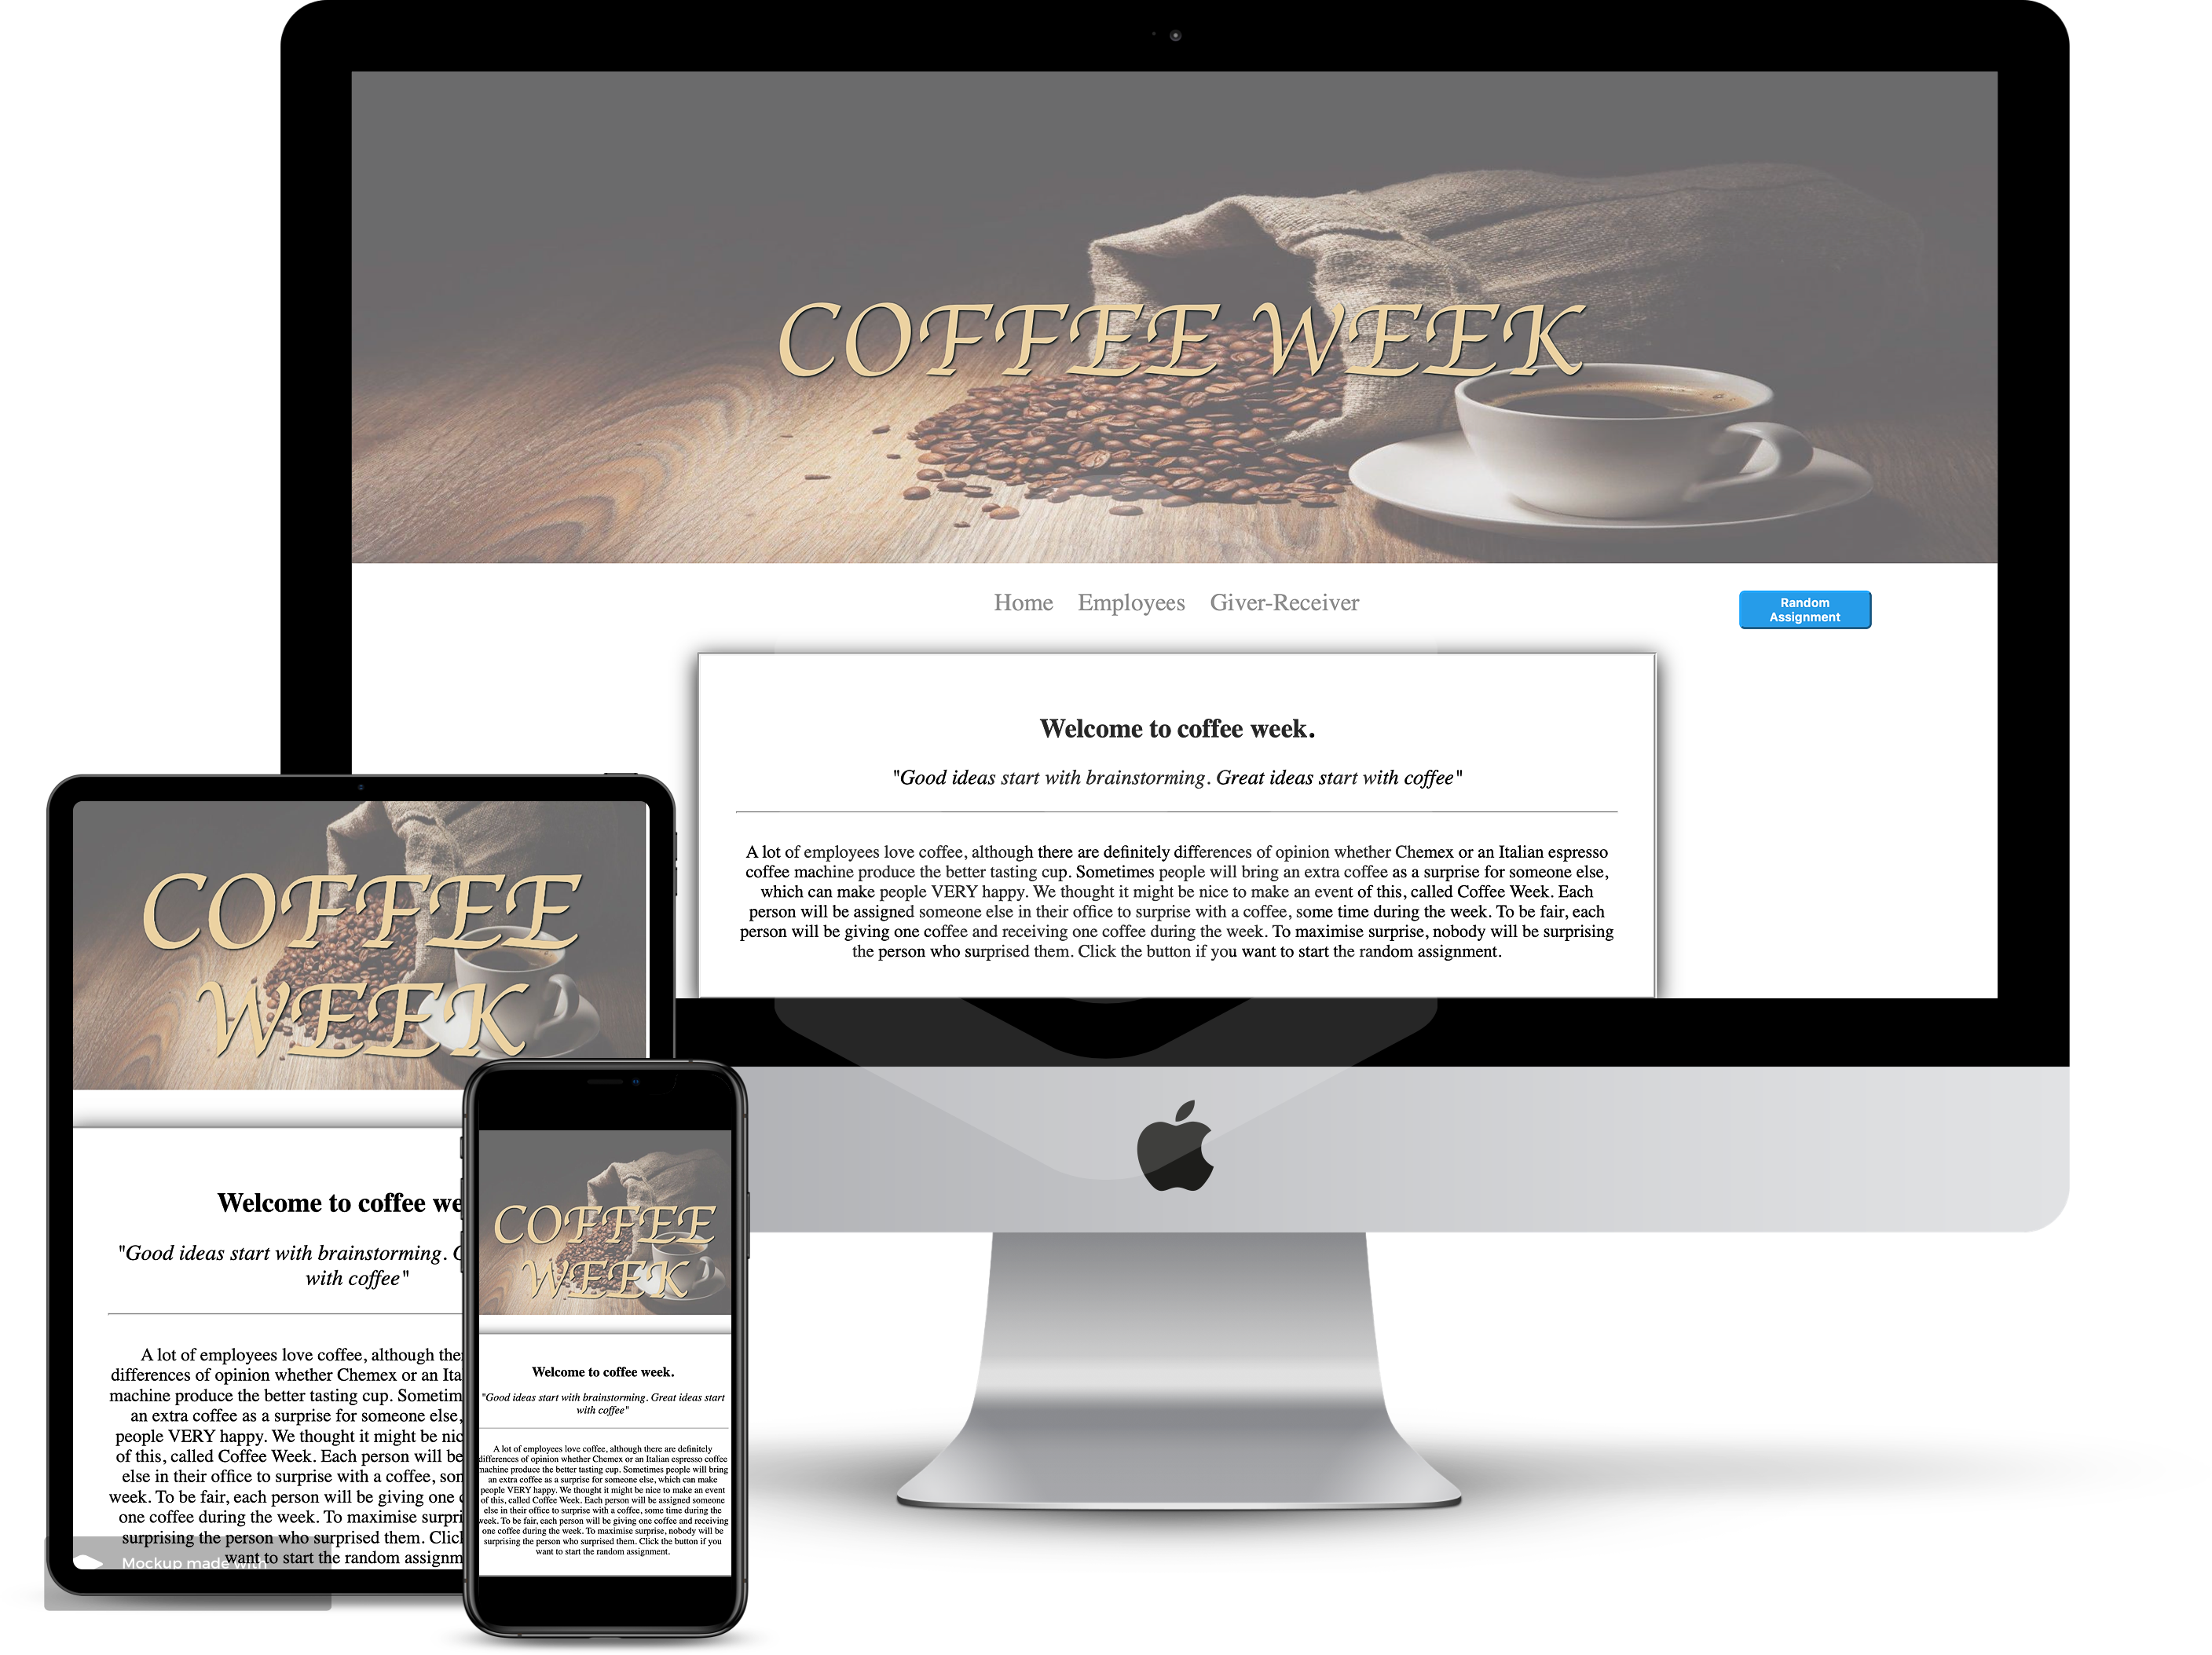 COFFEE WEEK
Home Employees Giver-Receiver
Random
Assignment
Welcome to coffee week.
"Good ideas start with brainstorming. Great ideas start with coffee"
A lot of employees love coffee, although there are definitely differences of opinion whether Chemex or an Italian espresso
coffee machine produce the better tasting cup. Sometimes people will bring an extra coffee as a surprise for someone else,
which can make people VERY happy. We thought it might be nice to make an event of this, called Coffee Week. Each
person will be assigned someone else in their office to surprise with a coffee, some time during the week. To be fair, each
person will be giving one coffee and receiving one coffee during the week. To maximise surprise, nobody will be surprising
the person who surprised them. Click the button if you want to start the random assignment.
COFFEE
WEEK
Welcome to coffee we
"Good ideas start with brainstorming. G
with coffee"
A lot of employees love coffee, although the
differences of opinion whether Chemex or an Ita
machine produce the better tasting cup. Sometim
an extra coffee as a surprise for someone else,
people VERY happy. We thought it might be nic
of this, called Coffee Week. Each person will be
else in their office to surprise with a coffee, son
week. To be fair, each person will be giving one c
one coffee during the week. To maximise surpri
surprising the person who surprised them. Clic
want to start the random assignm
Mockup made with
COFFEE
WEEK
Welcome to coffee week.
"Good ideas start with brainstorming. Great ideas start
with coffee"
A lot of employees love coffee, although there are definitely
differences of opinion whether Chemex or an Italian espresso coffee
machine produce the better tasting cup. Sometimes people will bring
an extra coffee as a surprise for someone else, which can make
people VERY happy. We thought it might be nice to make an event
of this, called Coffee Week. Each person will be assigned someone
else in their office to surprise with a coffee, some time during the
week. To be fair, each person will be giving one coffee and receiving
one coffee during the week. To maximise surprise, nobody will be
surprising the person who surprised them. Click the button if you
want to start the random assignment.